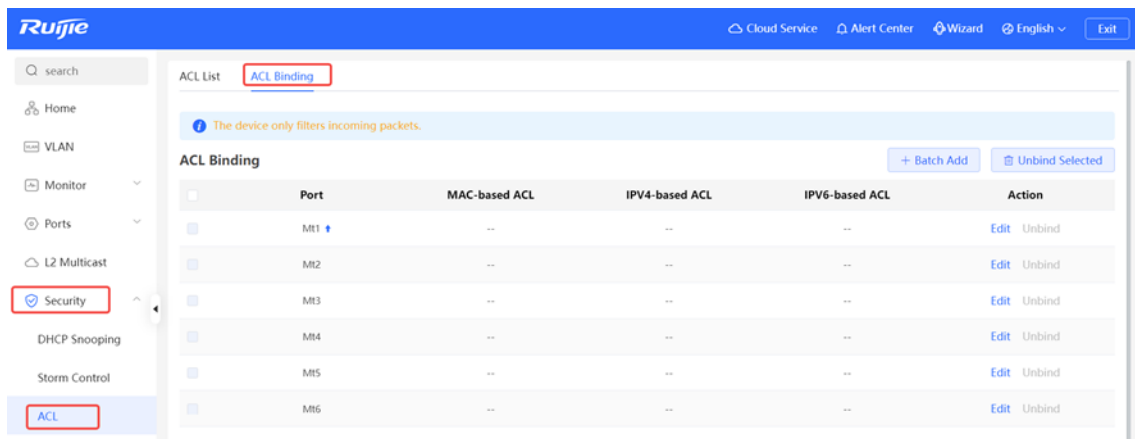 Ruijie Cloud Service Alert Center Wizard English Exit
search
Home
VLAN
Monitor
Ports
L2 Multicast
Security
DHCP Snooping
Storm Control
ACL
ACL List ACL Binding
The device only filters incoming packets.
ACL Binding + Batch Add Unbind Selected
Port MAC-based ACL IPV4-based ACL IPV6-based ACL Action
Mt1 -- -- -- Edit Unbind
Mt2 -- -- -- Edit Unbind
Mt3 -- -- -- Edit Unbind
Mt4 -- -- -- Edit Unbind
Mt5 -- -- -- Edit Unbind
Mt6 -- -- -- Edit Unbind